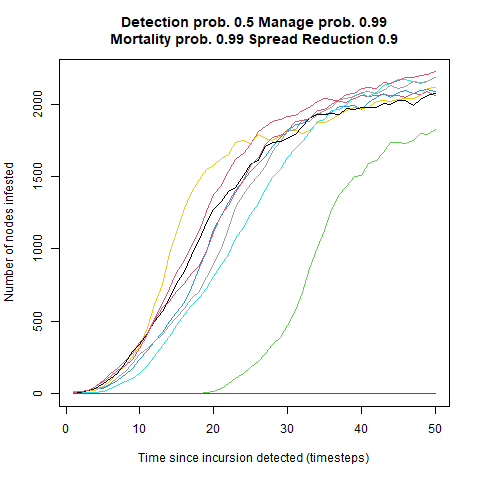 Detection prob. 0.5 Manage prob. 0.99
Mortality prob. 0.99 Spread Reduction 0.9
Number of nodes infested
2000
1500
1000
500
0
0 10 20 30 40 50
Time since incursion detected (timesteps)